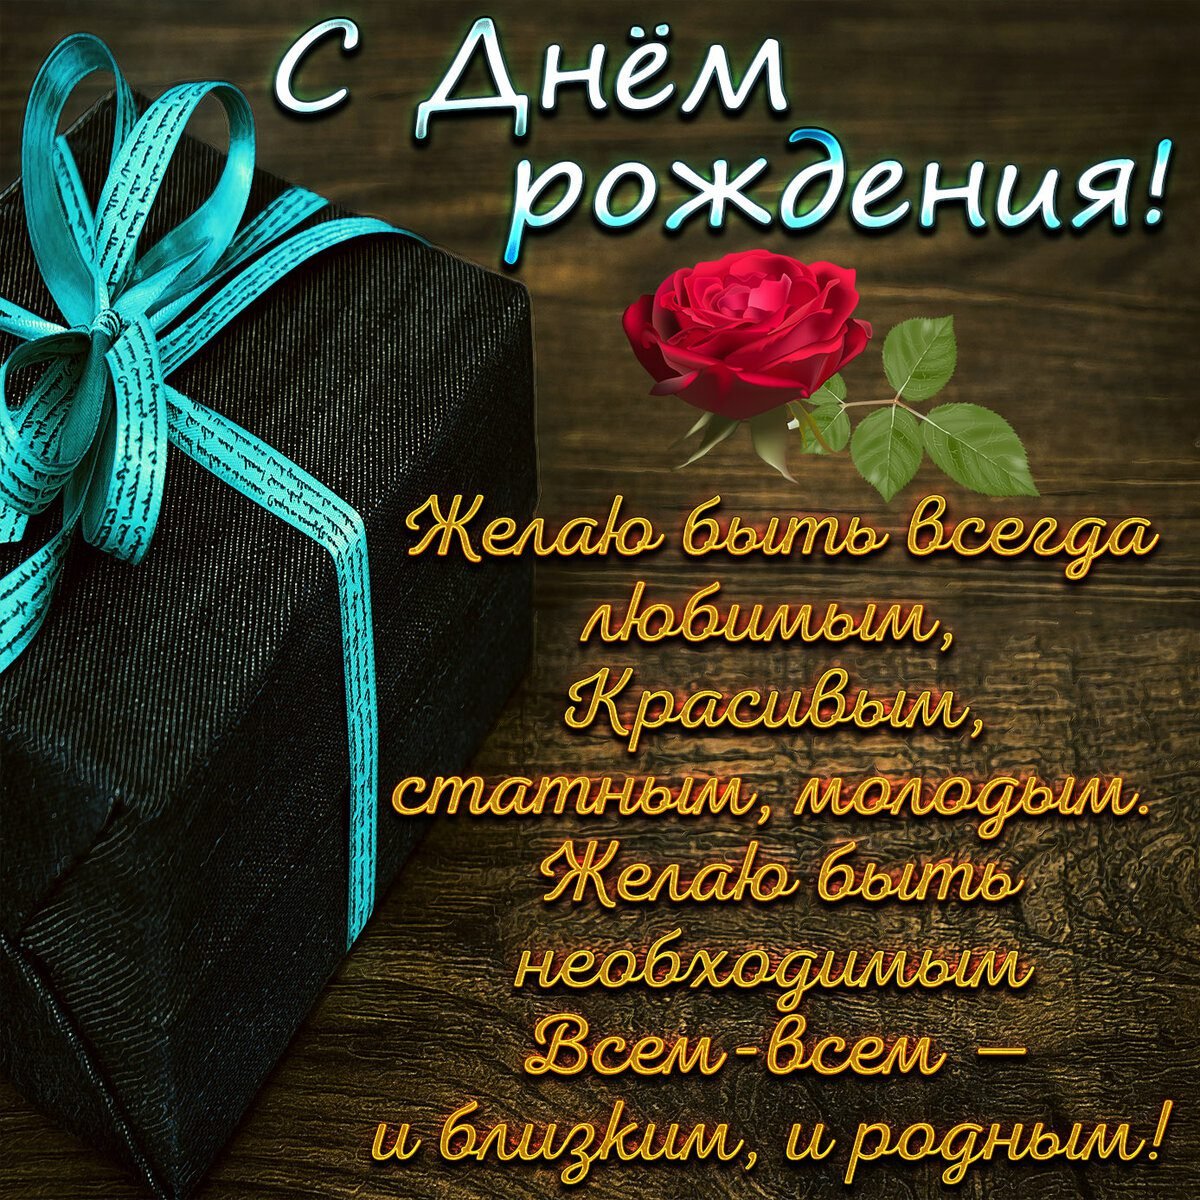 С Днём
рождения!
Желаю быть всегда
любимым,
Красивым,
статным, молодым.
Желаю быть
необходимым
Всем-всем –
и близким, и родным!